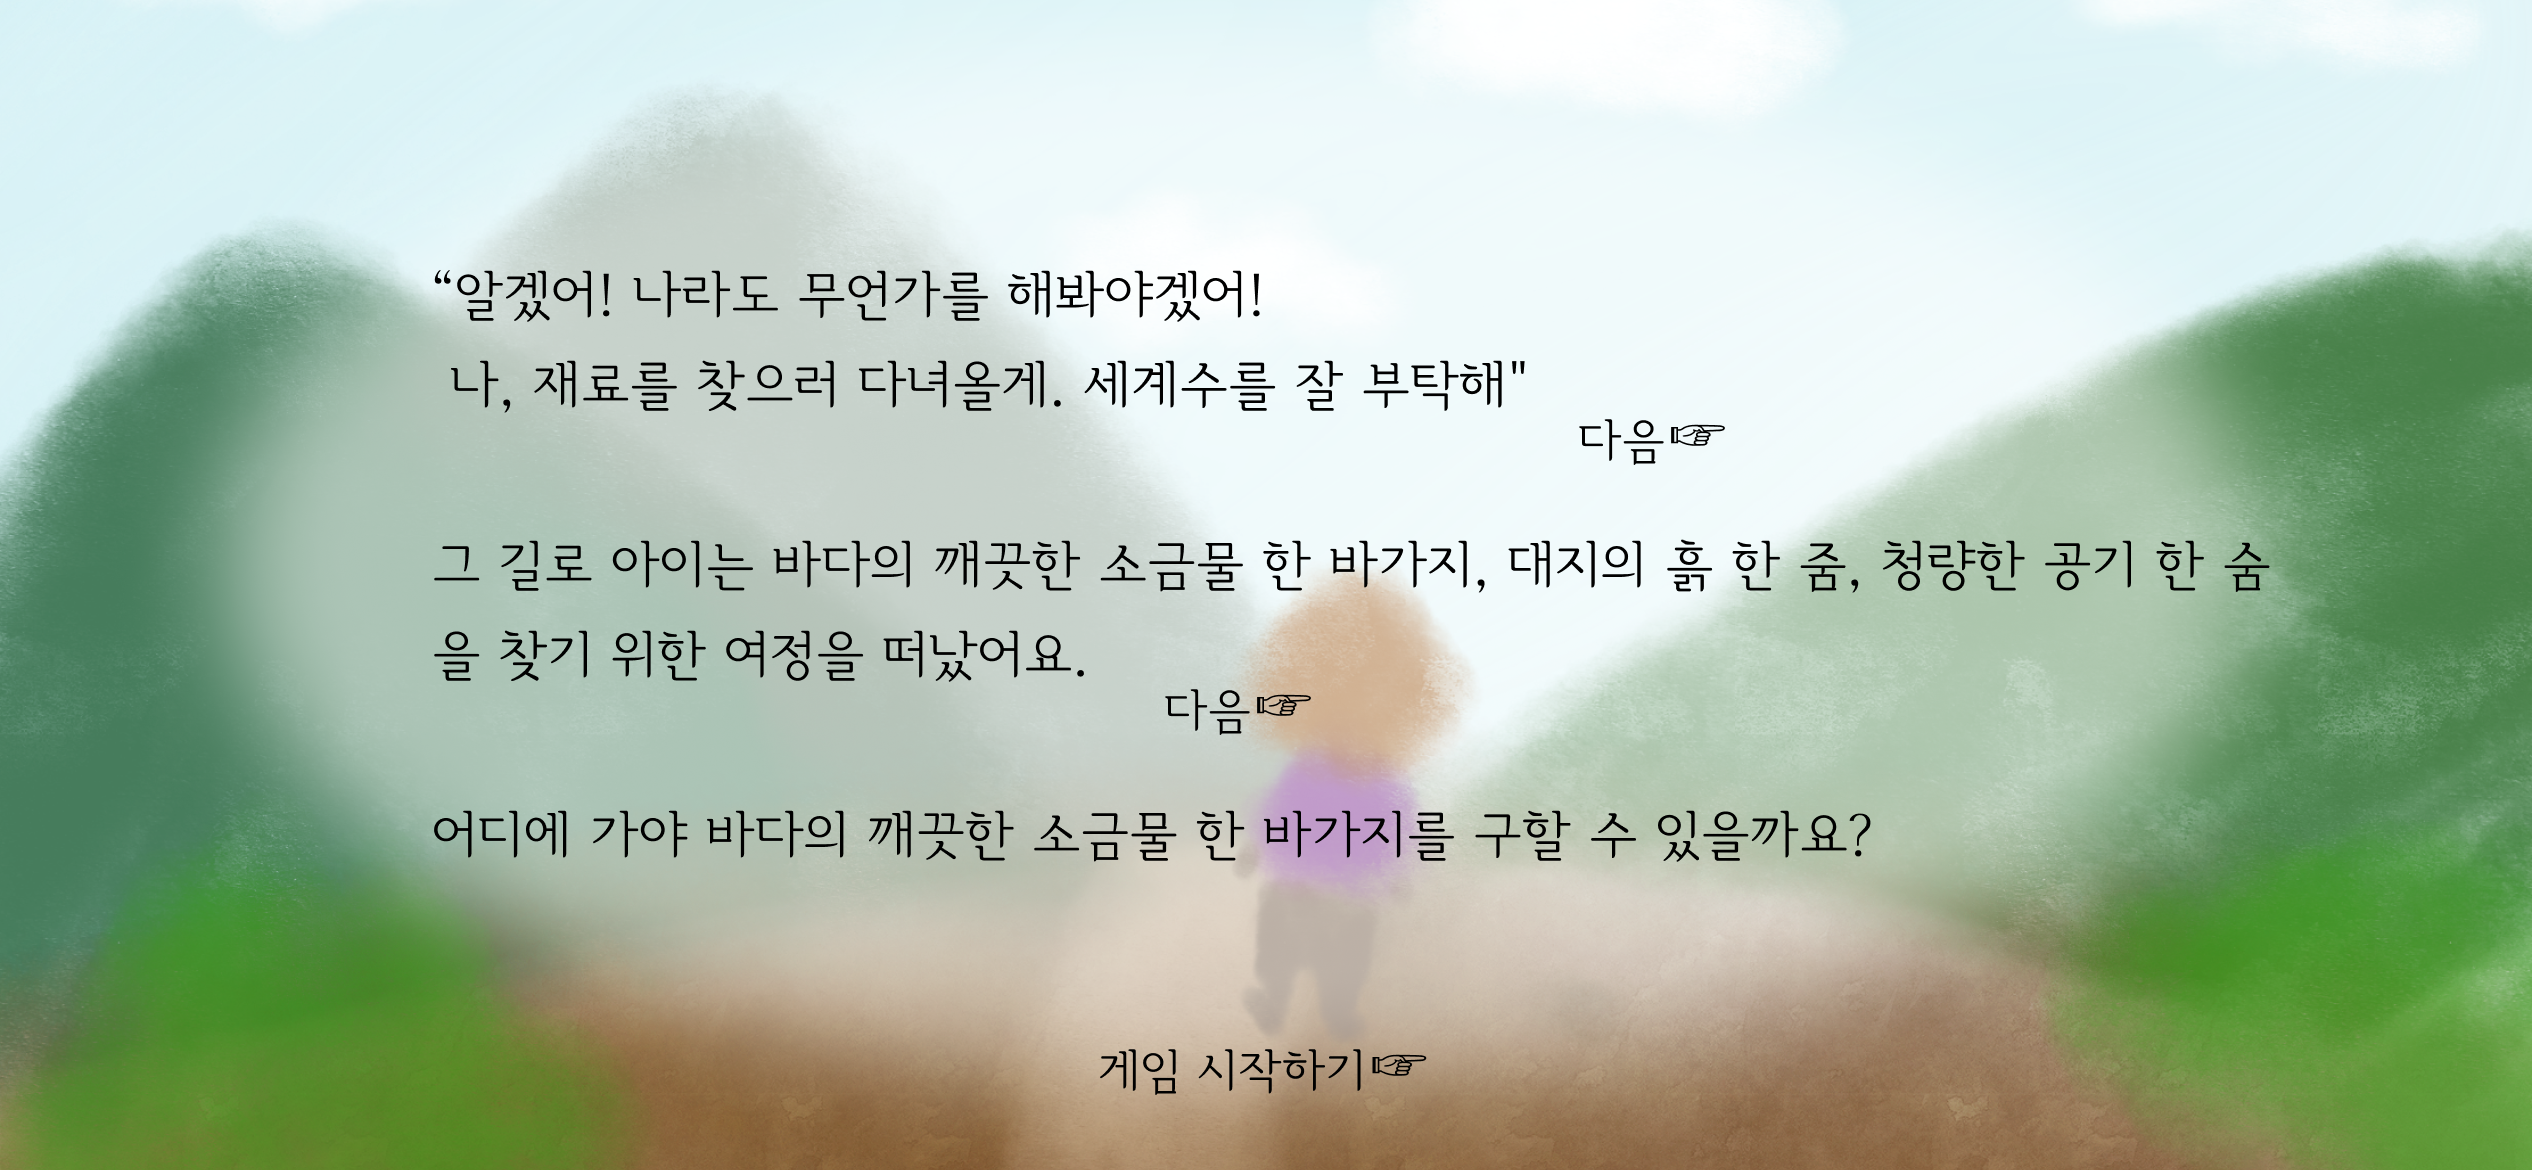 “알겠어! 나라도 무언가를 해봐야겠어!
나, 재료를 찾으러 다녀올게. 세계수를 잘 부탁해"
다음☞
그 길로 아이는 바다의 깨끗한 소금물 한 바가지, 대지의 흙 한 줌, 청량한 공기 한 숨
을 찾기 위한 여정을 떠났어요.
다음☞
어디에 가야 바다의 깨끗한 소금물 한 바가지를 구할 수 있을까요?
게임 시작하기☞